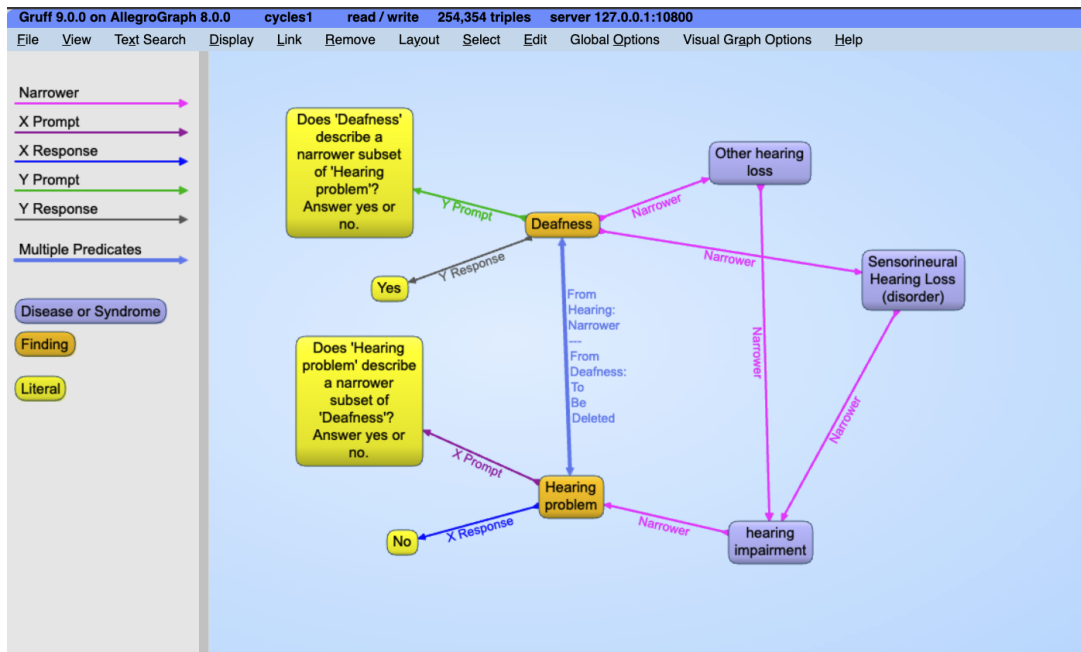 Gruff 9.0.0 on AllegroGraph 8.0.0 cycles1 read / write 254,354 triples server 127.0.0.1:10800
File View Text Search Display Link Remove Layout Select Edit Global Options Visual Graph Options Help
Narrower
X Prompt
X Response
Y Prompt
Y Response
Multiple Predicates
Disease or Syndrome
Finding
Literal
Does 'Deafness'
describe a
narrower subset
of 'Hearing
problem'?
Answer yes or
no.
Y Prompt
Deafness
Narrower
Other hearing
loss
Y Response
Yes
Narrower
Sensorineural
Hearing Loss
(disorder)
From
Hearing:
Narrower
---
From
Deafness:
To
Be
Deleted
Narrower
Narrower
Does 'Hearing
problem' describe
a narrower
subset of
'Deafness'?
Answer yes or
no.
X Prompt
Hearing
problem
X Response
No
Narrower
hearing
impairment